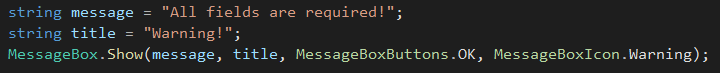 string message = "All fields are required!";
string title = "Warning!";
MessageBox.Show(message, title, MessageBoxButtons.OK, MessageBoxIcon.Warning);